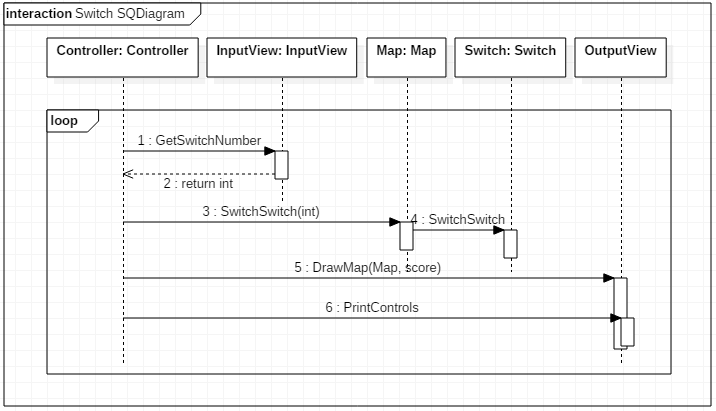 interaction Switch SQDiagram
Controller: Controller
InputView: InputView
Map: Map
Switch: Switch
OutputView
loop
1 : GetSwitchNumber
2 : return int
3 : SwitchSwitch(int)
4 : SwitchSwitch
5 : DrawMap(Map, score)
6 : PrintControls